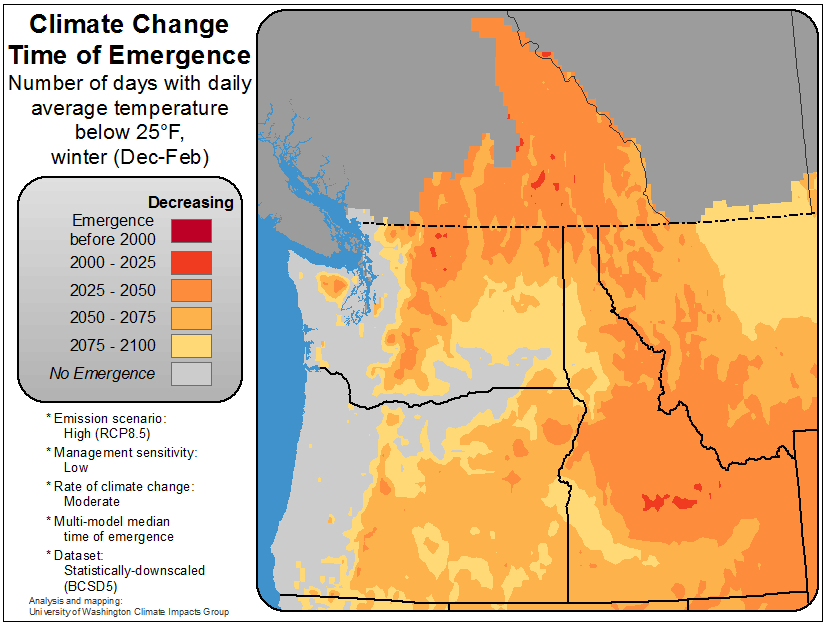 Climate Change
Time of Emergence
Number of days with daily
average temperature
below 25°F,
winter (Dec-Feb)
Decreasing
Emergence
before 2000
2000 - 2025
2025 - 2050
2050 - 2075
2075 - 2100
No Emergence
* Emission scenario:
High (RCP8.5)
* Management sensitivity:
Low
* Rate of climate change:
Moderate
* Multi-model median
time of emergence
* Dataset:
Statistically-downscaled
(BCSD5)
Analysis and mapping:
University of Washington Climate Impacts Group